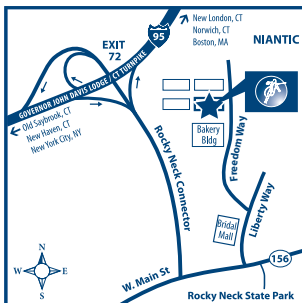 New London, CT
Norwich, CT
Boston, MA
NIANTIC
EXIT
72
95
GOVERNOR JOHN DAVIS LODGE / CT TURNPIKE
Old Saybrook, CT
New Haven, CT
New York City, NY
Bakery
Bldg
Freedom Way
Rocky Neck Connector
Liberty Way
Bridal
Mall
N
W
E
S
156
W. Main St
Rocky Neck State Park